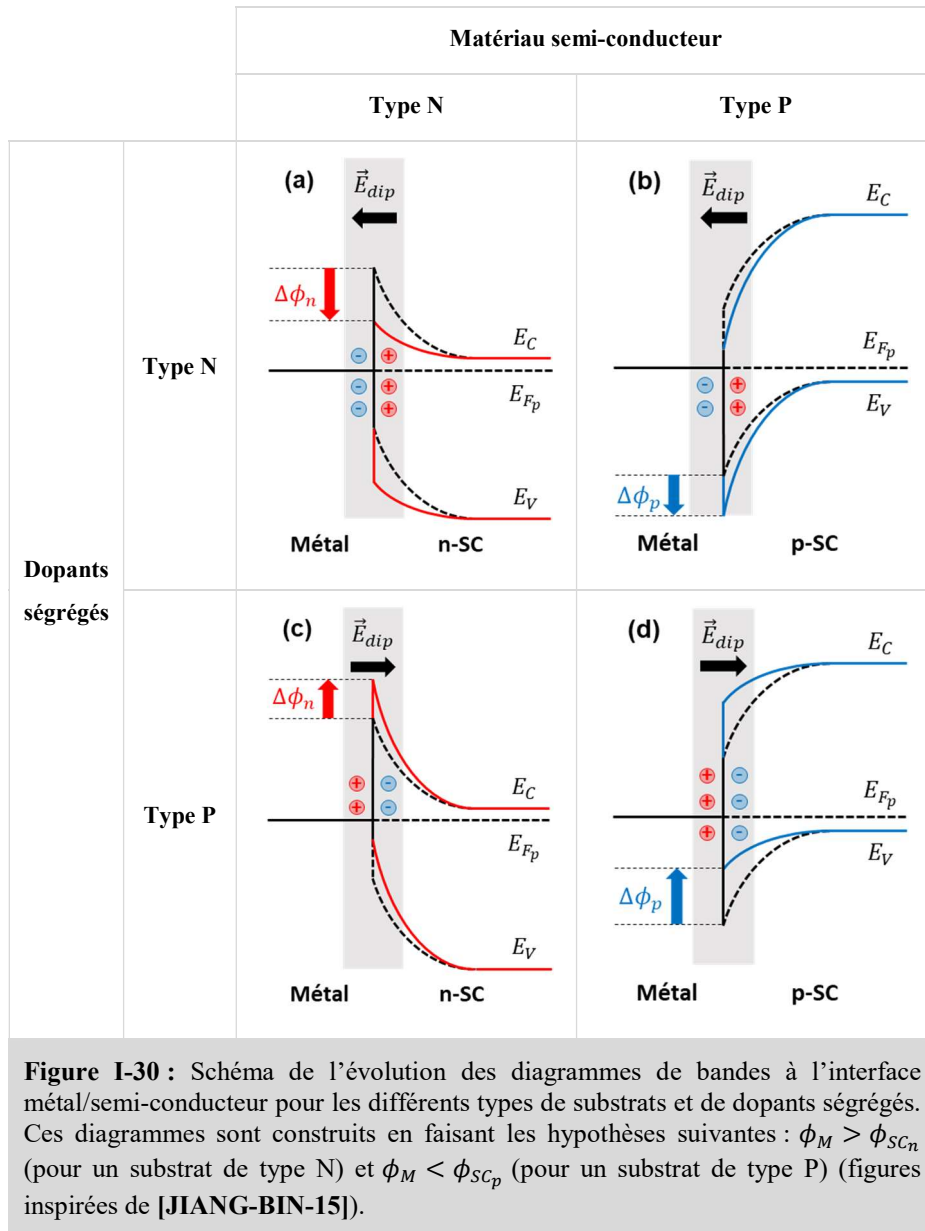 Matériau semi-conducteur
Type N Type P
Dopants ségrégés
Type N
(a)
E⃗dip
Δϕn
- +
- +
- +
EC
EFp
EV
Métal n-SC
(b)
E⃗dip
EC
EFp
- +
- +
EV
Δϕp
Métal p-SC
Type P
(c)
E⃗dip
Δϕn
+ -
+ -
EC
EFp
EV
Métal n-SC
(d)
E⃗dip
EC
+ -
+ -
+ -
EFp
EV
Δϕp
Métal p-SC
Figure I-30 : Schéma de l’évolution des diagrammes de bandes à l’interface
métal/semi-conducteur pour les différents types de substrats et de dopants ségrégés.
Ces diagrammes sont construits en faisant les hypothèses suivantes : ϕM > ϕSCn
(pour un substrat de type N) et ϕM < ϕSCp (pour un substrat de type P) (figures
inspirées de [JIANG-BIN-15]).